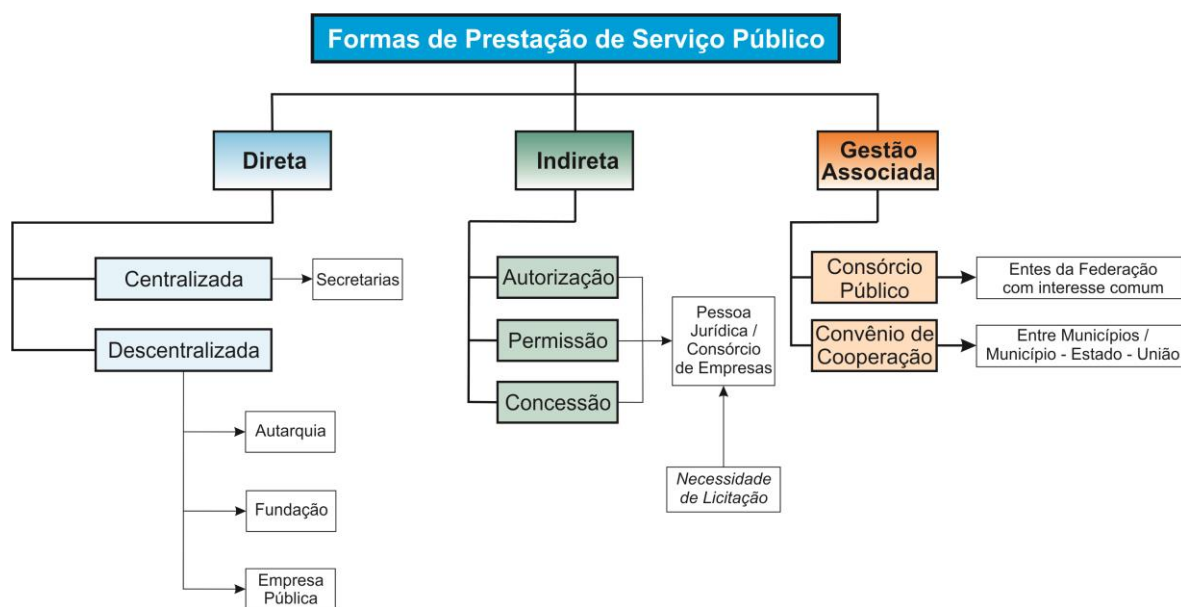 Formas de Prestação de Serviço Público
Direta
Indireta
Gestão
Associada
Centralizada
Secretarias
Descentralizada
Autarquia
Fundação
Empresa
Pública
Autorização
Permissão
Concessão
Pessoa
Jurídica /
Consórcio
de Empresas
Necessidade
de Licitação
Consórcio
Público
Entes da Federação
com interesse comum
Convênio de
Cooperação
Entre Municípios /
Município - Estado - União